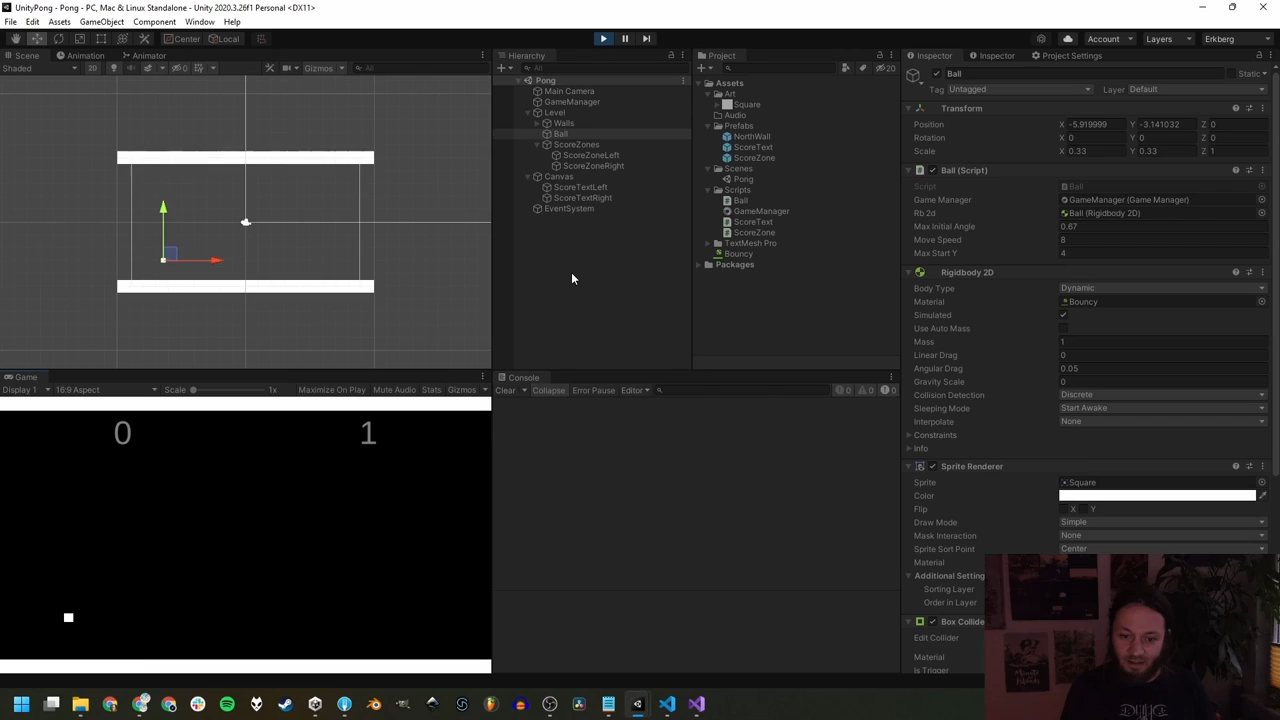 UnityPong - Pong - PC, Mac & Linux Standalone - Unity 2020.3.26f1 Personal <DX11>
File Edit Assets GameObject Component Window Help
Center Local
Account Layers Erkberg
Scene Animation Animator
Shaded 2D 0 Gizmos All
Hierarchy
All
Pong
Main Camera
GameManager
Level
Walls
Ball
ScoreZones
ScoreZoneLeft
ScoreZoneRight
Canvas
ScoreTextLeft
ScoreTextRight
EventSystem
Project
20
Assets
Art
Square
Audio
Prefabs
NorthWall
ScoreText
ScoreZone
Scenes
Pong
Scripts
Ball
GameManager
ScoreText
ScoreZone
TextMesh Pro
Bouncy
Packages
Inspector Inspector Project Settings
Ball Static
Tag Untagged Layer Default
Transform
Position X -5.919999 Y -3.141032 Z 0
Rotation X 0 Y 0 Z 0
Scale X 0.33 Y 0.33 Z 1
Ball (Script)
Script Ball
Game Manager GameManager (Game Manager)
Rb 2d Ball (Rigidbody 2D)
Max Initial Angle 0.67
Move Speed 8
Max Start Y 4
Rigidbody 2D
Body Type Dynamic
Material Bouncy
Simulated
Use Auto Mass
Mass 1
Linear Drag 0
Angular Drag 0.05
Gravity Scale 0
Collision Detection Discrete
Sleeping Mode Start Awake
Interpolate None
Constraints
Info
Sprite Renderer
Sprite Square
Color
Flip X Y
Draw Mode Simple
Mask Interaction None
Sprite Sort Point Center
Material
Additional Setting
Sorting Layer
Order in Layer
Box Collide
Edit Collider
Material
Is Trigger
Game
Display 1 16:9 Aspect Scale 1x Maximize On Play Mute Audio Stats Gizmos
0 1
Console
Clear Collapse Error Pause Editor 0 0 0